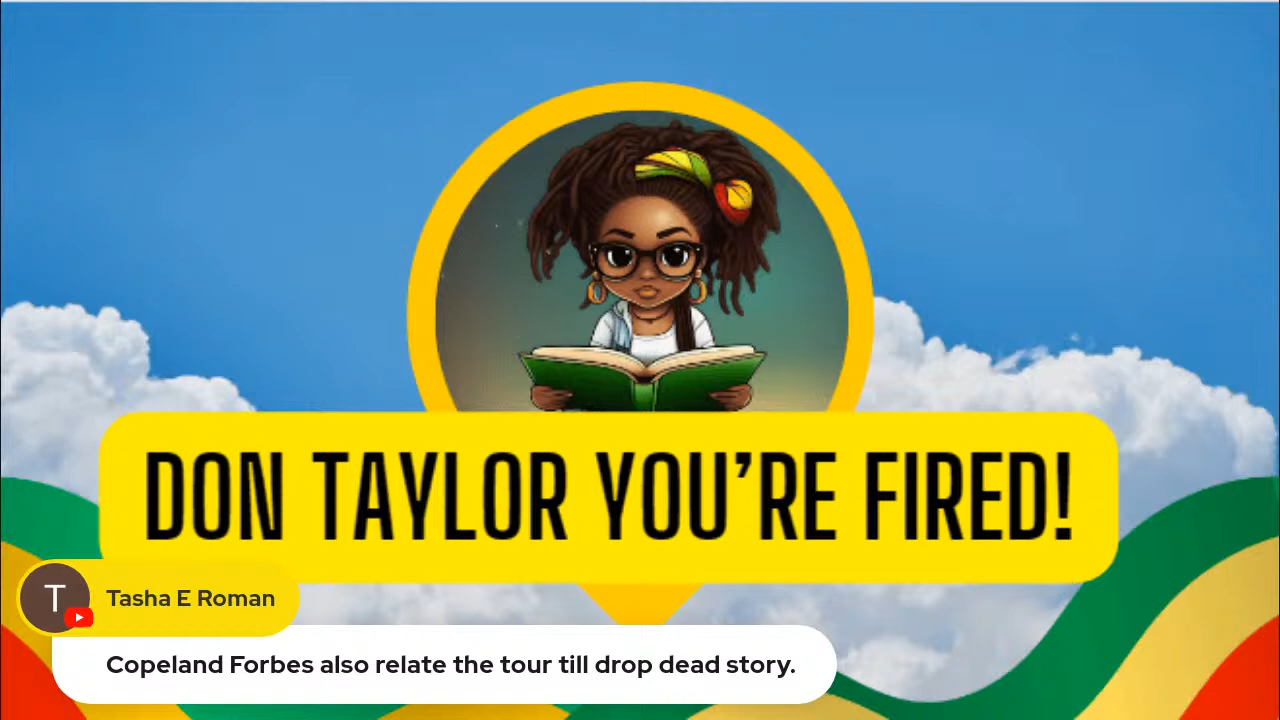 DON TAYLOR YOU’RE FIRED!
T
Tasha E Roman
Copeland Forbes also relate the tour till drop dead story.